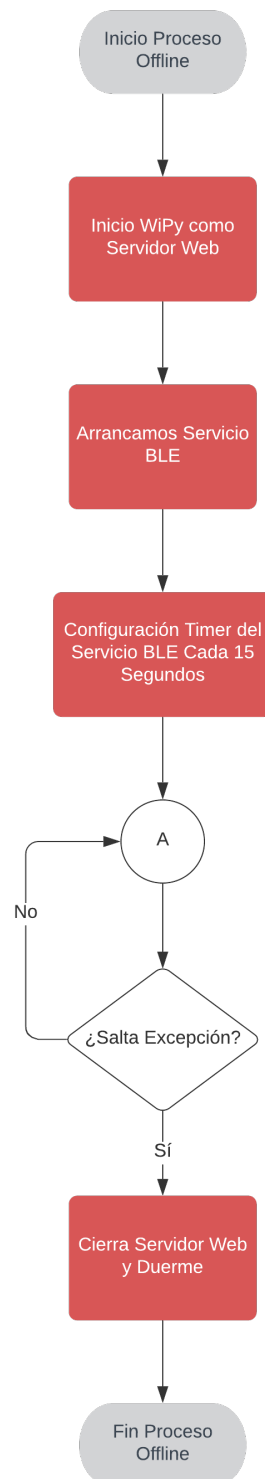 Inicio Proceso
Offline
Inicio WiPy como
Servidor Web
Arrancamos Servicio
BLE
Configuración Timer del
Servicio BLE Cada 15
Segundos
A
No
¿Salta Excepción?
Sí
Cierra Servidor Web
y Duerme
Fin Proceso
Offline